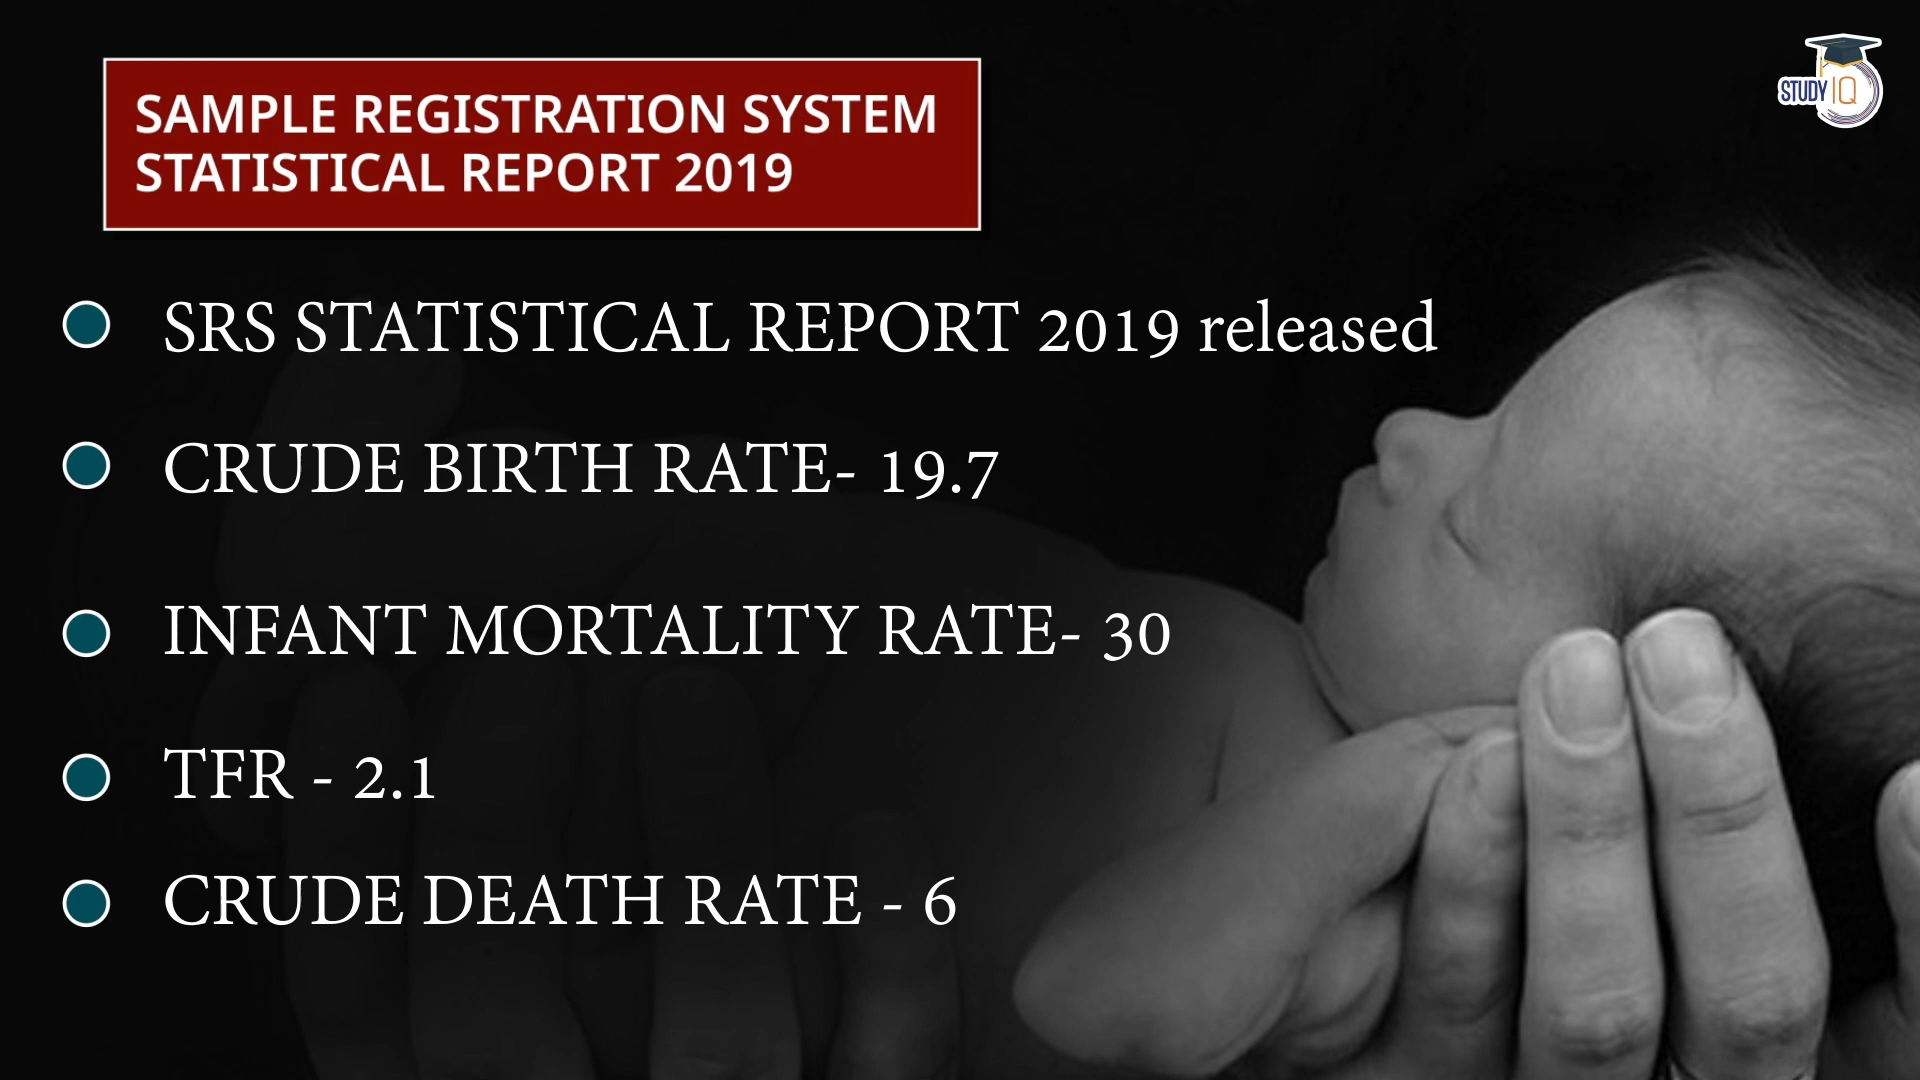 SAMPLE REGISTRATION SYSTEM
STATISTICAL REPORT 2019
STUDY IQ
SRS STATISTICAL REPORT 2019 released
CRUDE BIRTH RATE- 19.7
INFANT MORTALITY RATE- 30
TFR - 2.1
CRUDE DEATH RATE - 6